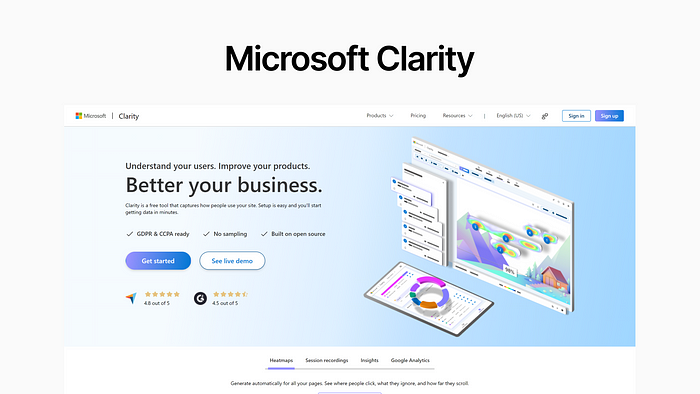 Microsoft Clarity
Microsoft | Clarity
Products
Pricing
Resources
|
English (US)
Sign in
Sign up
Understand your users. Improve your products.
Better your business.
Clarity is a free tool that captures how people use your site. Setup is easy and you'll start
getting data in minutes.
GDPR & CCPA ready
No sampling
Built on open source
Get started
See live demo
4.8 out of 5
4.5 out of 5
98%
Heatmaps
Session recordings
Insights
Google Analytics
Generate automatically for all your pages. See where people click, what they ignore, and how far they scroll.